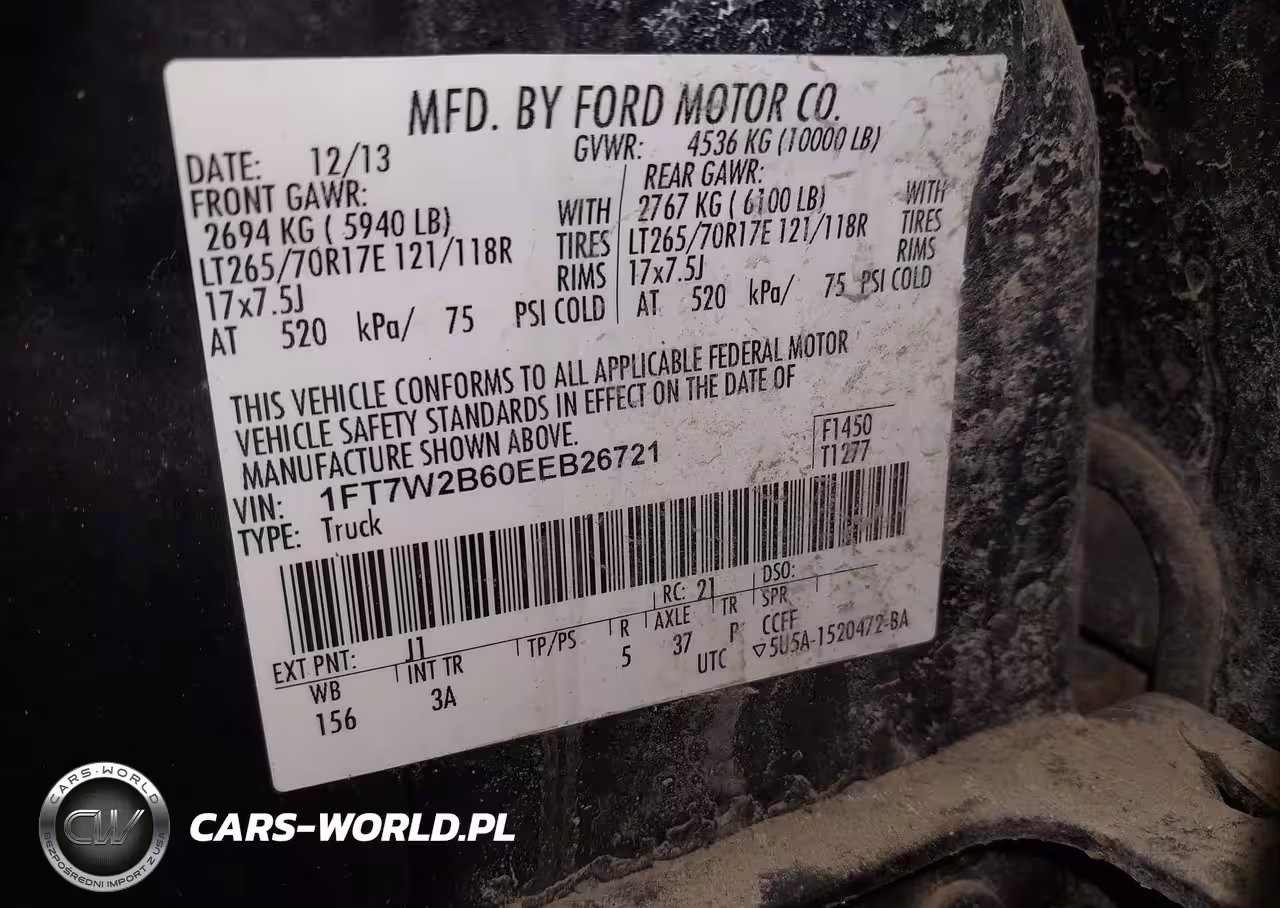 MFD. BY FORD MOTOR CO.
DATE: 12/13 GVWR: 4536 KG (10000 LB)
FRONT GAWR: REAR GAWR:
2694 KG ( 5940 LB) WITH 2767 KG ( 6100 LB) WITH
LT265/70R17E 121/118R TIRES LT265/70R17E 121/118R TIRES
17x7.5J RIMS 17x7.5J RIMS
AT 520 kPa/ 75 PSI COLD AT 520 kPa/ 75 PSI COLD
THIS VEHICLE CONFORMS TO ALL APPLICABLE FEDERAL MOTOR
VEHICLE SAFETY STANDARDS IN EFFECT ON THE DATE OF
MANUFACTURE SHOWN ABOVE.
VIN: 1FT7W2B60EEB26721 F1450
TYPE: Truck T1277
EXT PNT: J1 RC: 21 DSO:
WB INT TR TP/PS R AXLE TR SPR
156 3A 5 37 P CCFF
UTC ▽5U5A-1520472-BA
CARS-WORLD
CW
BEZPOŚREDNI IMPORT Z USA
CARS-WORLD.PL